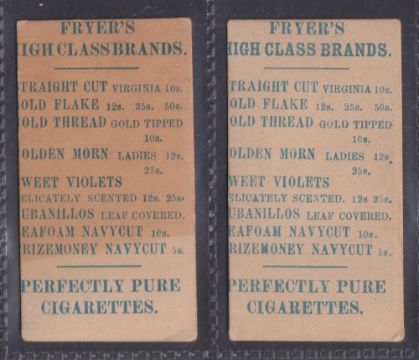 FRYER'S
HIGH CLASS BRANDS.
TRAIGHT CUT VIRGINIA 10s.
OLD FLAKE 12s. 25s. 50s.
OLD THREAD GOLD TIPPED
10s.
OLDEN MORN LADIES 12s.
25s.
WEET VIOLETS
ELICATELY SCENTED 12s. 25s.
UBANILLOS LEAF COVERED.
EAFOAM NAVYCUT 10s.
RIZEMONEY NAVYCUT 5s.
PERFECTLY PURE
CIGARETTES.
FRYER'S
HIGH CLASS BRANDS.
TRAIGHT CUT VIRGINIA 10s.
OLD FLAKE 12s. 25s. 50s.
OLD THREAD GOLD TIPPED
10s.
OLDEN MORN LADIES 12s.
25s.
WEET VIOLETS
ELICATELY SCENTED. 12s 25s.
UBANILLOS LEAF COVERED.
EAFOAM NAVYCUT 10s.
RIZEMONEY NAVYCUT 5s.
PERFECTLY PURE
CIGARETTES.